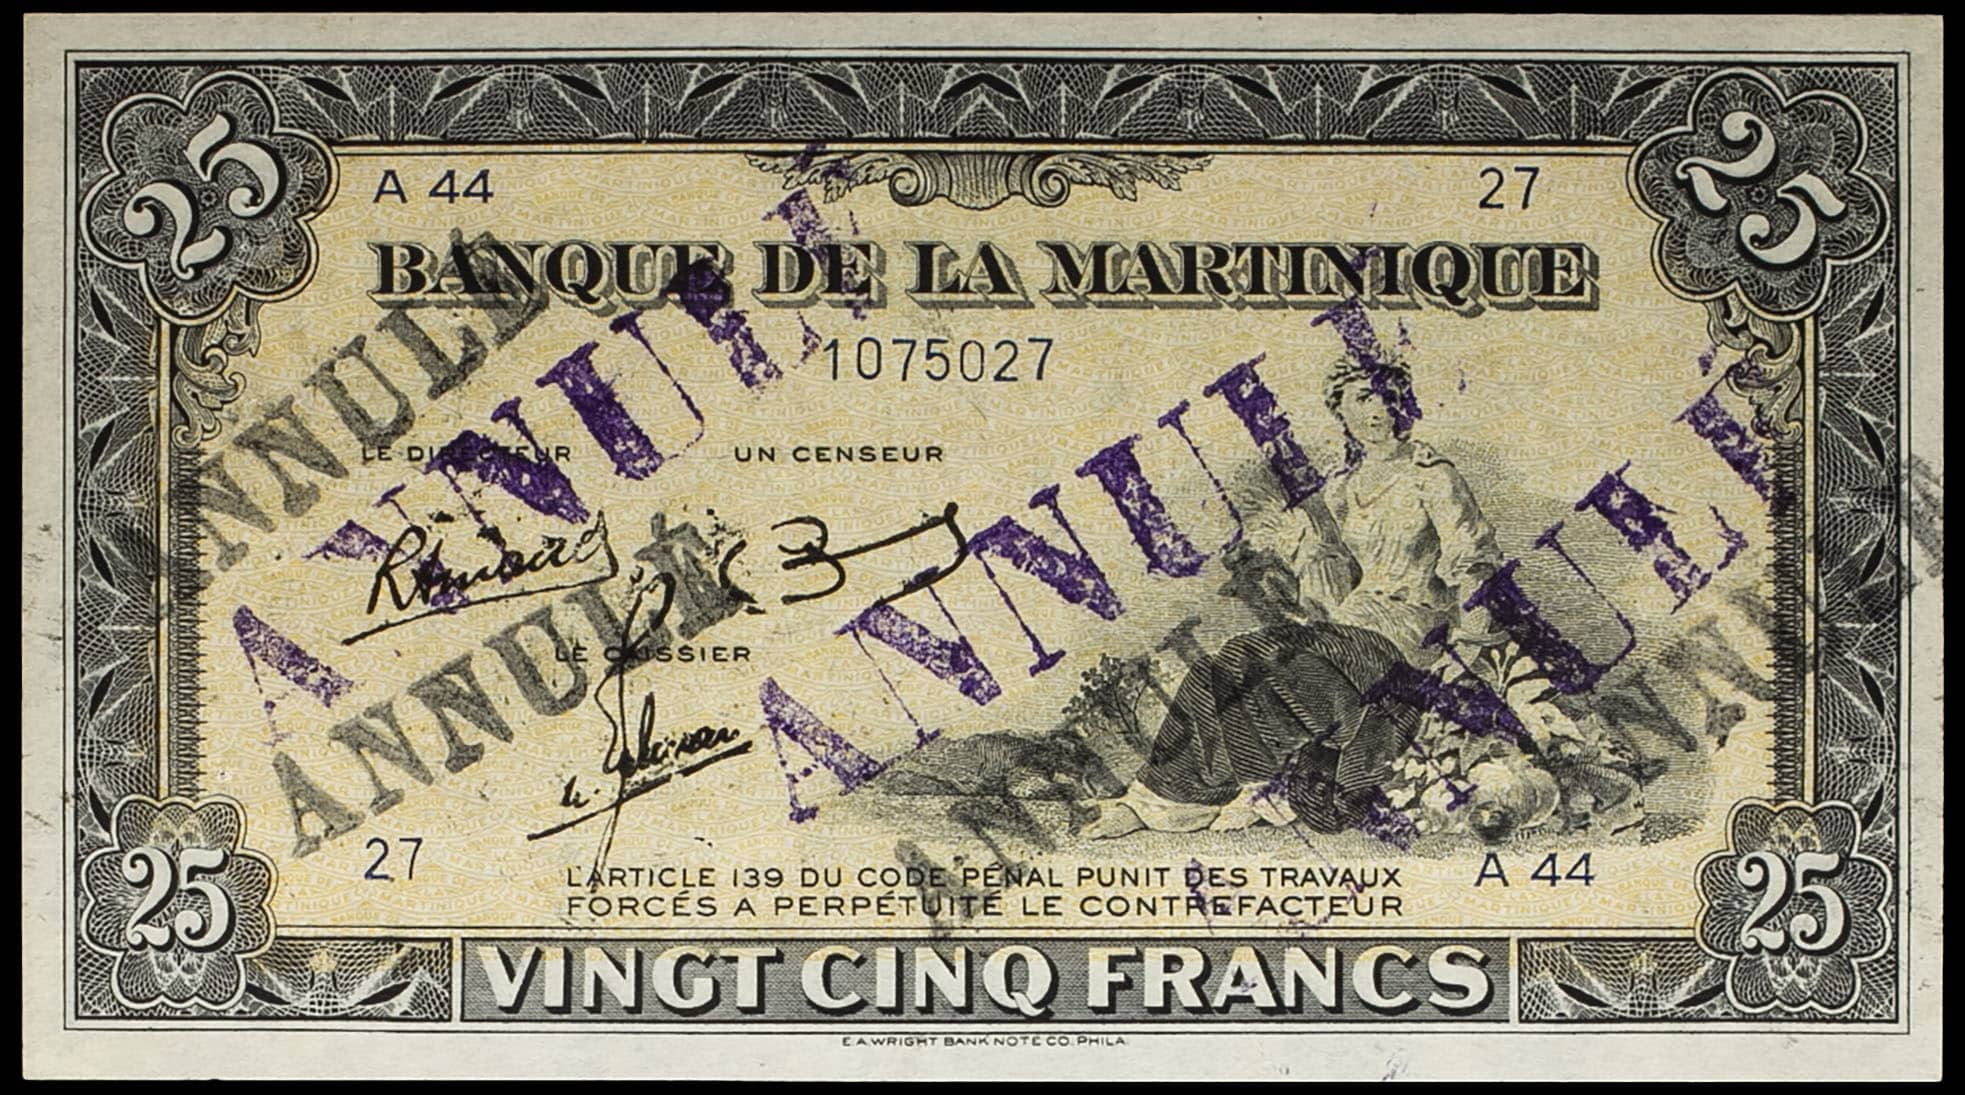 25
25
A 44
27
BANQUE DE LA MARTINIQUE
1075027
LE DIRECTEUR
UN CENSEUR
LE CAISSIER
ANNULÉ
ANNULÉ
ANNULÉ
ANNULÉ
ANNULÉ
ANNULÉ
27
A 44
L'ARTICLE 139 DU CODE PÉNAL PUNIT DES TRAVAUX
FORCÉS A PERPÉTUITÉ LE CONTREFACTEUR
25
25
VINGT CINQ FRANCS
E.A.WRIGHT BANK NOTE CO. PHILA.